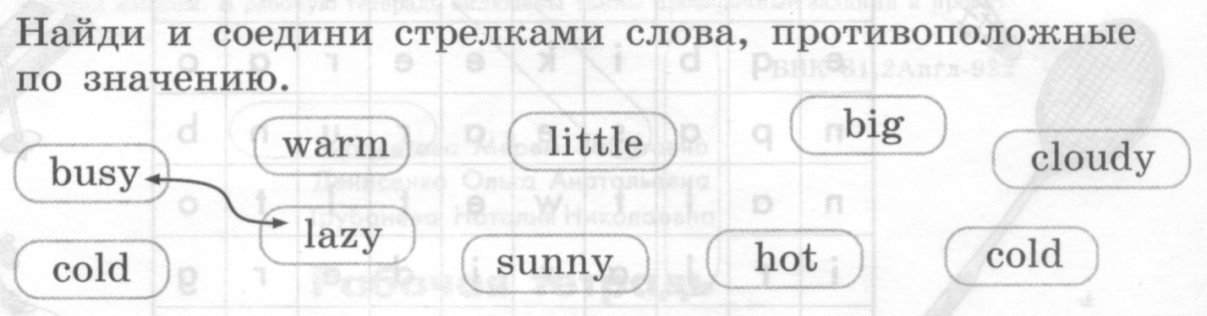 Найди и соедини стрелками слова, противоположные
по значению.
big
warm little
cloudy
busy
lazy
cold sunny hot cold